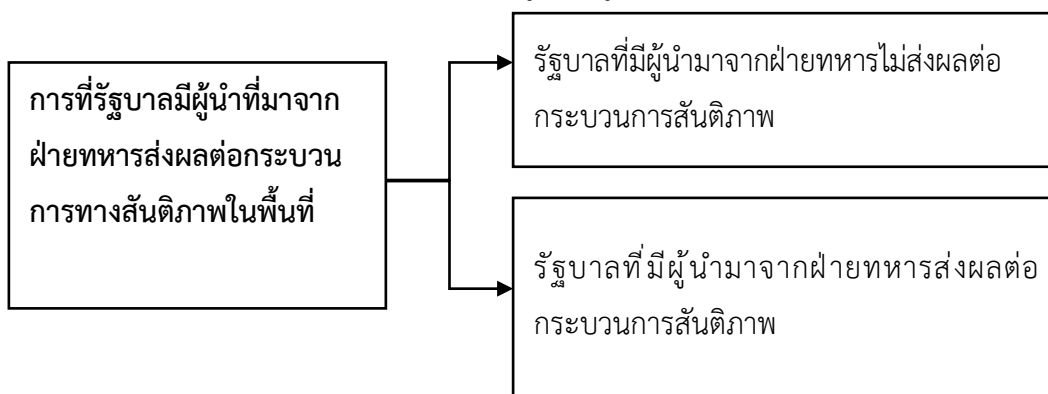 การที่รัฐบาลมีผู้นำที่มาจาก
ฝ่ายทหารส่งผลต่อกระบวน
การทางสันติภาพในพื้นที่
รัฐบาลที่มีผู้นำมาจากฝ่ายทหารไม่ส่งผลต่อ
กระบวนการสันติภาพ
รัฐบาลที่มีผู้นำมาจากฝ่ายทหารส่งผลต่อ
กระบวนการสันติภาพ